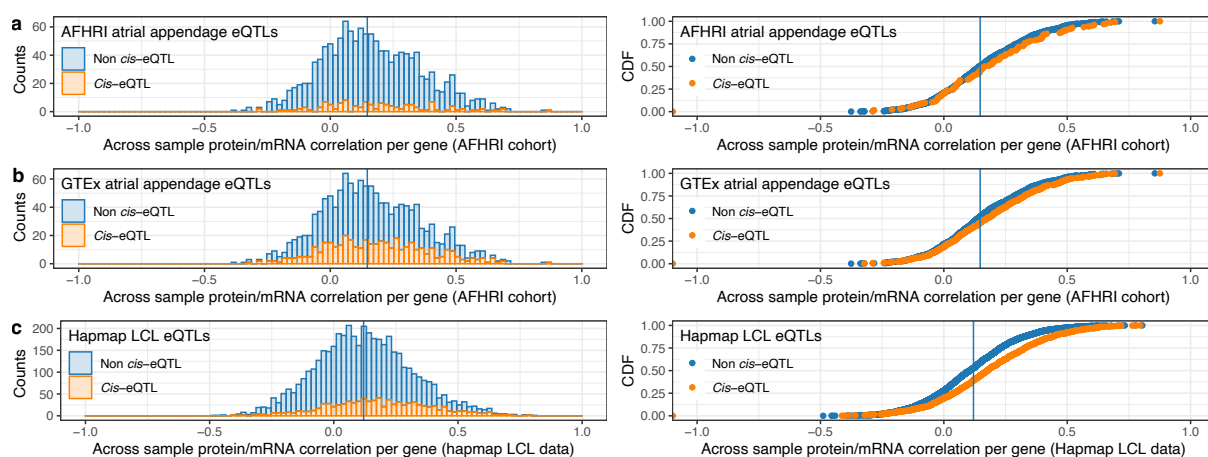 a
AFHRI atrial appendage eQTLs
Non cis−eQTL
Cis−eQTL
Counts
60
40
20
0
−1.0 −0.5 0.0 0.5 1.0
Across sample protein/mRNA correlation per gene (AFHRI cohort)
AFHRI atrial appendage eQTLs
Non cis−eQTL
Cis−eQTL
CDF
1.00
0.75
0.50
0.25
0.00
−1.0 −0.5 0.0 0.5 1.0
Across sample protein/mRNA correlation per gene (AFHRI cohort)
b
GTEx atrial appendage eQTLs
Non cis−eQTL
Cis−eQTL
Counts
60
40
20
0
−1.0 −0.5 0.0 0.5 1.0
Across sample protein/mRNA correlation per gene (AFHRI cohort)
GTEx atrial appendage eQTLs
Non cis−eQTL
Cis−eQTL
CDF
1.00
0.75
0.50
0.25
0.00
−1.0 −0.5 0.0 0.5 1.0
Across sample protein/mRNA correlation per gene (AFHRI cohort)
c
Hapmap LCL eQTLs
Non cis−eQTL
Cis−eQTL
Counts
200
150
100
50
0
−1.0 −0.5 0.0 0.5 1.0
Across sample protein/mRNA correlation per gene (hapmap LCL data)
Hapmap LCL eQTLs
Non cis−eQTL
Cis−eQTL
CDF
1.00
0.75
0.50
0.25
0.00
−1.0 −0.5 0.0 0.5 1.0
Across sample protein/mRNA correlation per gene (Hapmap LCL data)